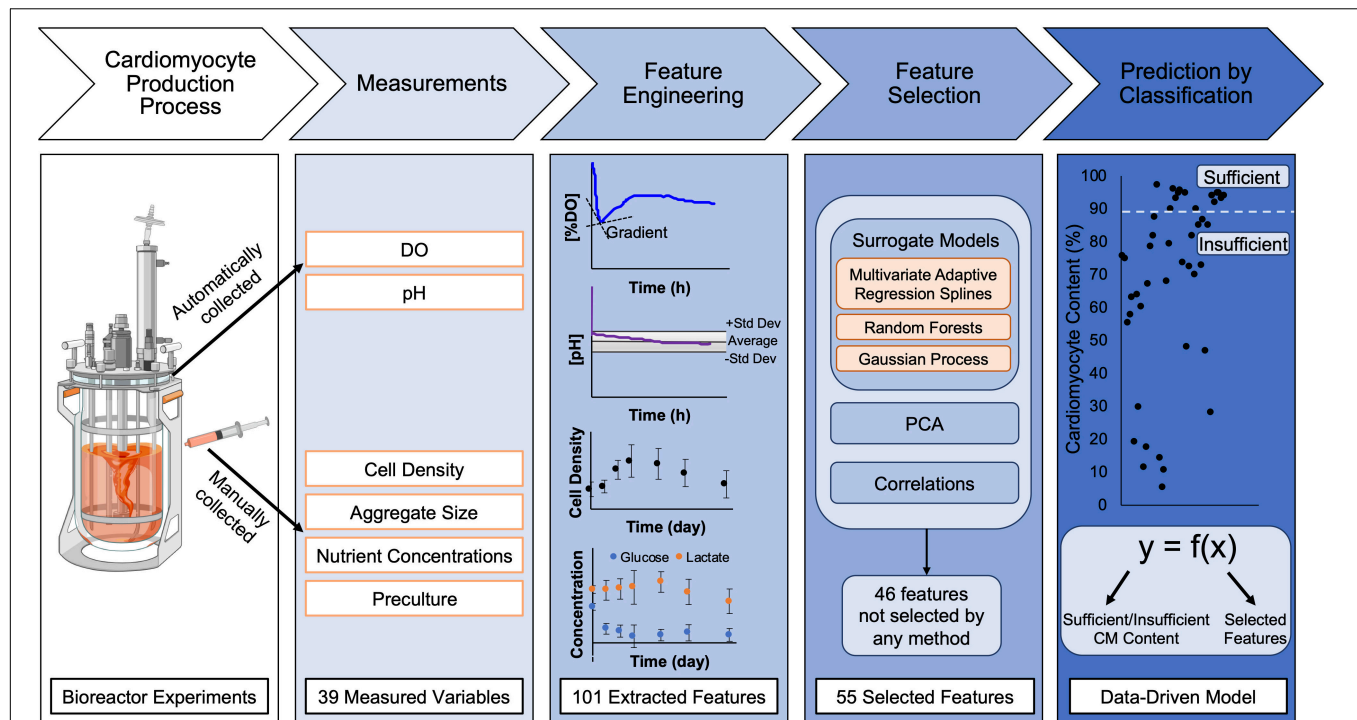 Cardiomyocyte
Production
Process
Measurements
Feature
Engineering
Feature
Selection
Prediction by
Classification
Automatically
collected
Manually
collected
Bioreactor Experiments
DO
pH
Cell Density
Aggregate Size
Nutrient Concentrations
Preculture
39 Measured Variables
[%DO]
Gradient
Time (h)
[pH]
+Std Dev
Average
-Std Dev
Time (h)
Cell Density
Time (day)
Glucose Lactate
Concentration
Time (day)
101 Extracted Features
Surrogate Models
Multivariate Adaptive
Regression Splines
Random Forests
Gaussian Process
PCA
Correlations
46 features
not selected by
any method
55 Selected Features
Cardiomyocyte Content (%)
100
90
80
70
60
50
40
30
20
10
0
Sufficient
Insufficient
y = f(x)
Sufficient/Insufficient
CM Content
Selected
Features
Data-Driven Model